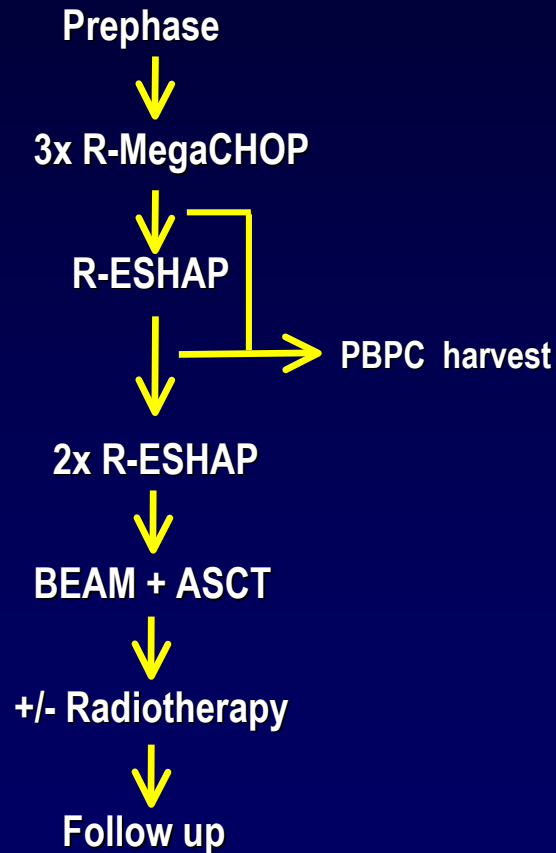 Prephase
3x R-MegaCHOP
R-ESHAP
PBPC harvest
2x R-ESHAP
BEAM + ASCT
+/- Radiotherapy
Follow up